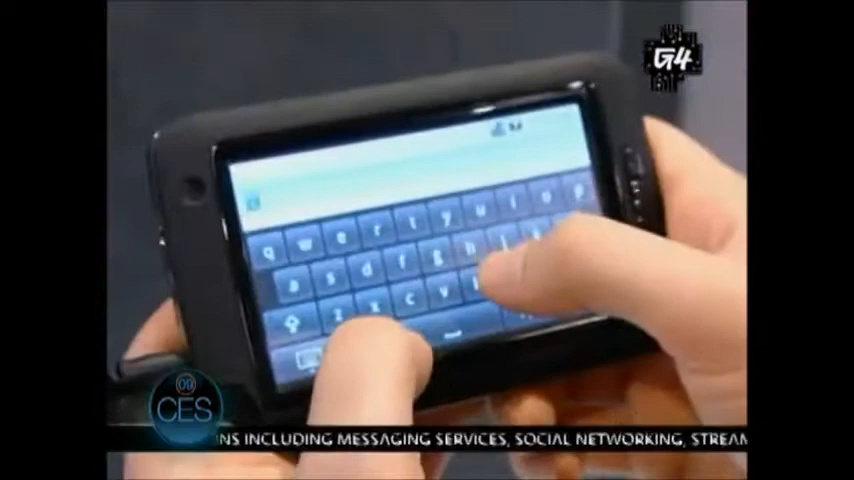 G4
q w e r t y u i o p
a s d f g h j
z x c v
09
CES
NS INCLUDING MESSAGING SERVICES, SOCIAL NETWORKING, STREAM